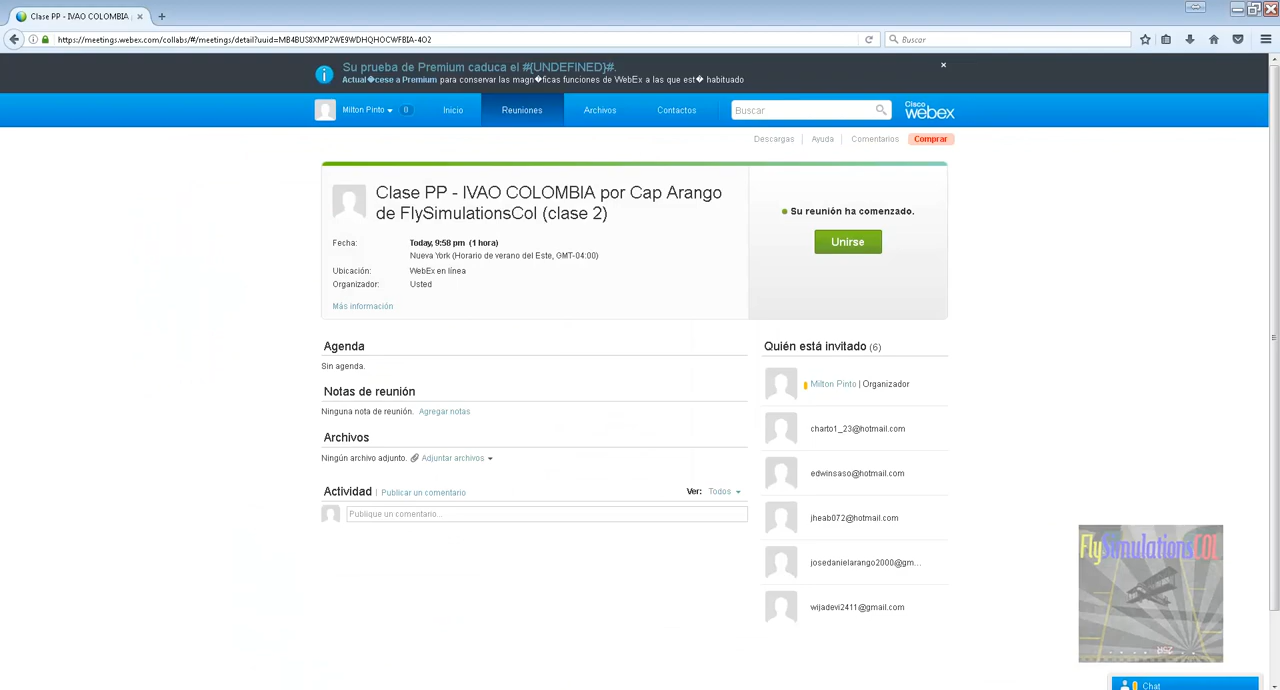 Clase PP - IVAO COLOMBIA
https://meetings.webex.com/collabs/#/meetings/detail?uuid=MB4BUS8XMP2WE9WDHQHOCWFBIA-4O2
Buscar
Su prueba de Premium caduca el #{UNDEFINED}#.
Actual�cese a Premium para conservar las magn�ficas funciones de WebEx a las que est� habituado
Milton Pinto 0 Inicio Reuniones Archivos Contactos Buscar Cisco webex
Descargas Ayuda Comentarios Comprar
Clase PP - IVAO COLOMBIA por Cap Arango
de FlySimulationsCol (clase 2)
Fecha: Today, 9:58 pm (1 hora)
Nueva York (Horario de verano del Este, GMT-04:00)
Ubicación: WebEx en línea
Organizador: Usted
Más información
Su reunión ha comenzado.
Unirse
Agenda
Sin agenda.
Notas de reunión
Ninguna nota de reunión. Agregar notas
Archivos
Ningún archivo adjunto. Adjuntar archivos
Actividad | Publicar un comentario Ver: Todos
Publique un comentario...
Quién está invitado (6)
Milton Pinto | Organizador
charto1_23@hotmail.com
edwinsaso@hotmail.com
jheab072@hotmail.com
josedanielarango2000@gm...
wijadevi2411@gmail.com
FlySimulationsCOL
Chat